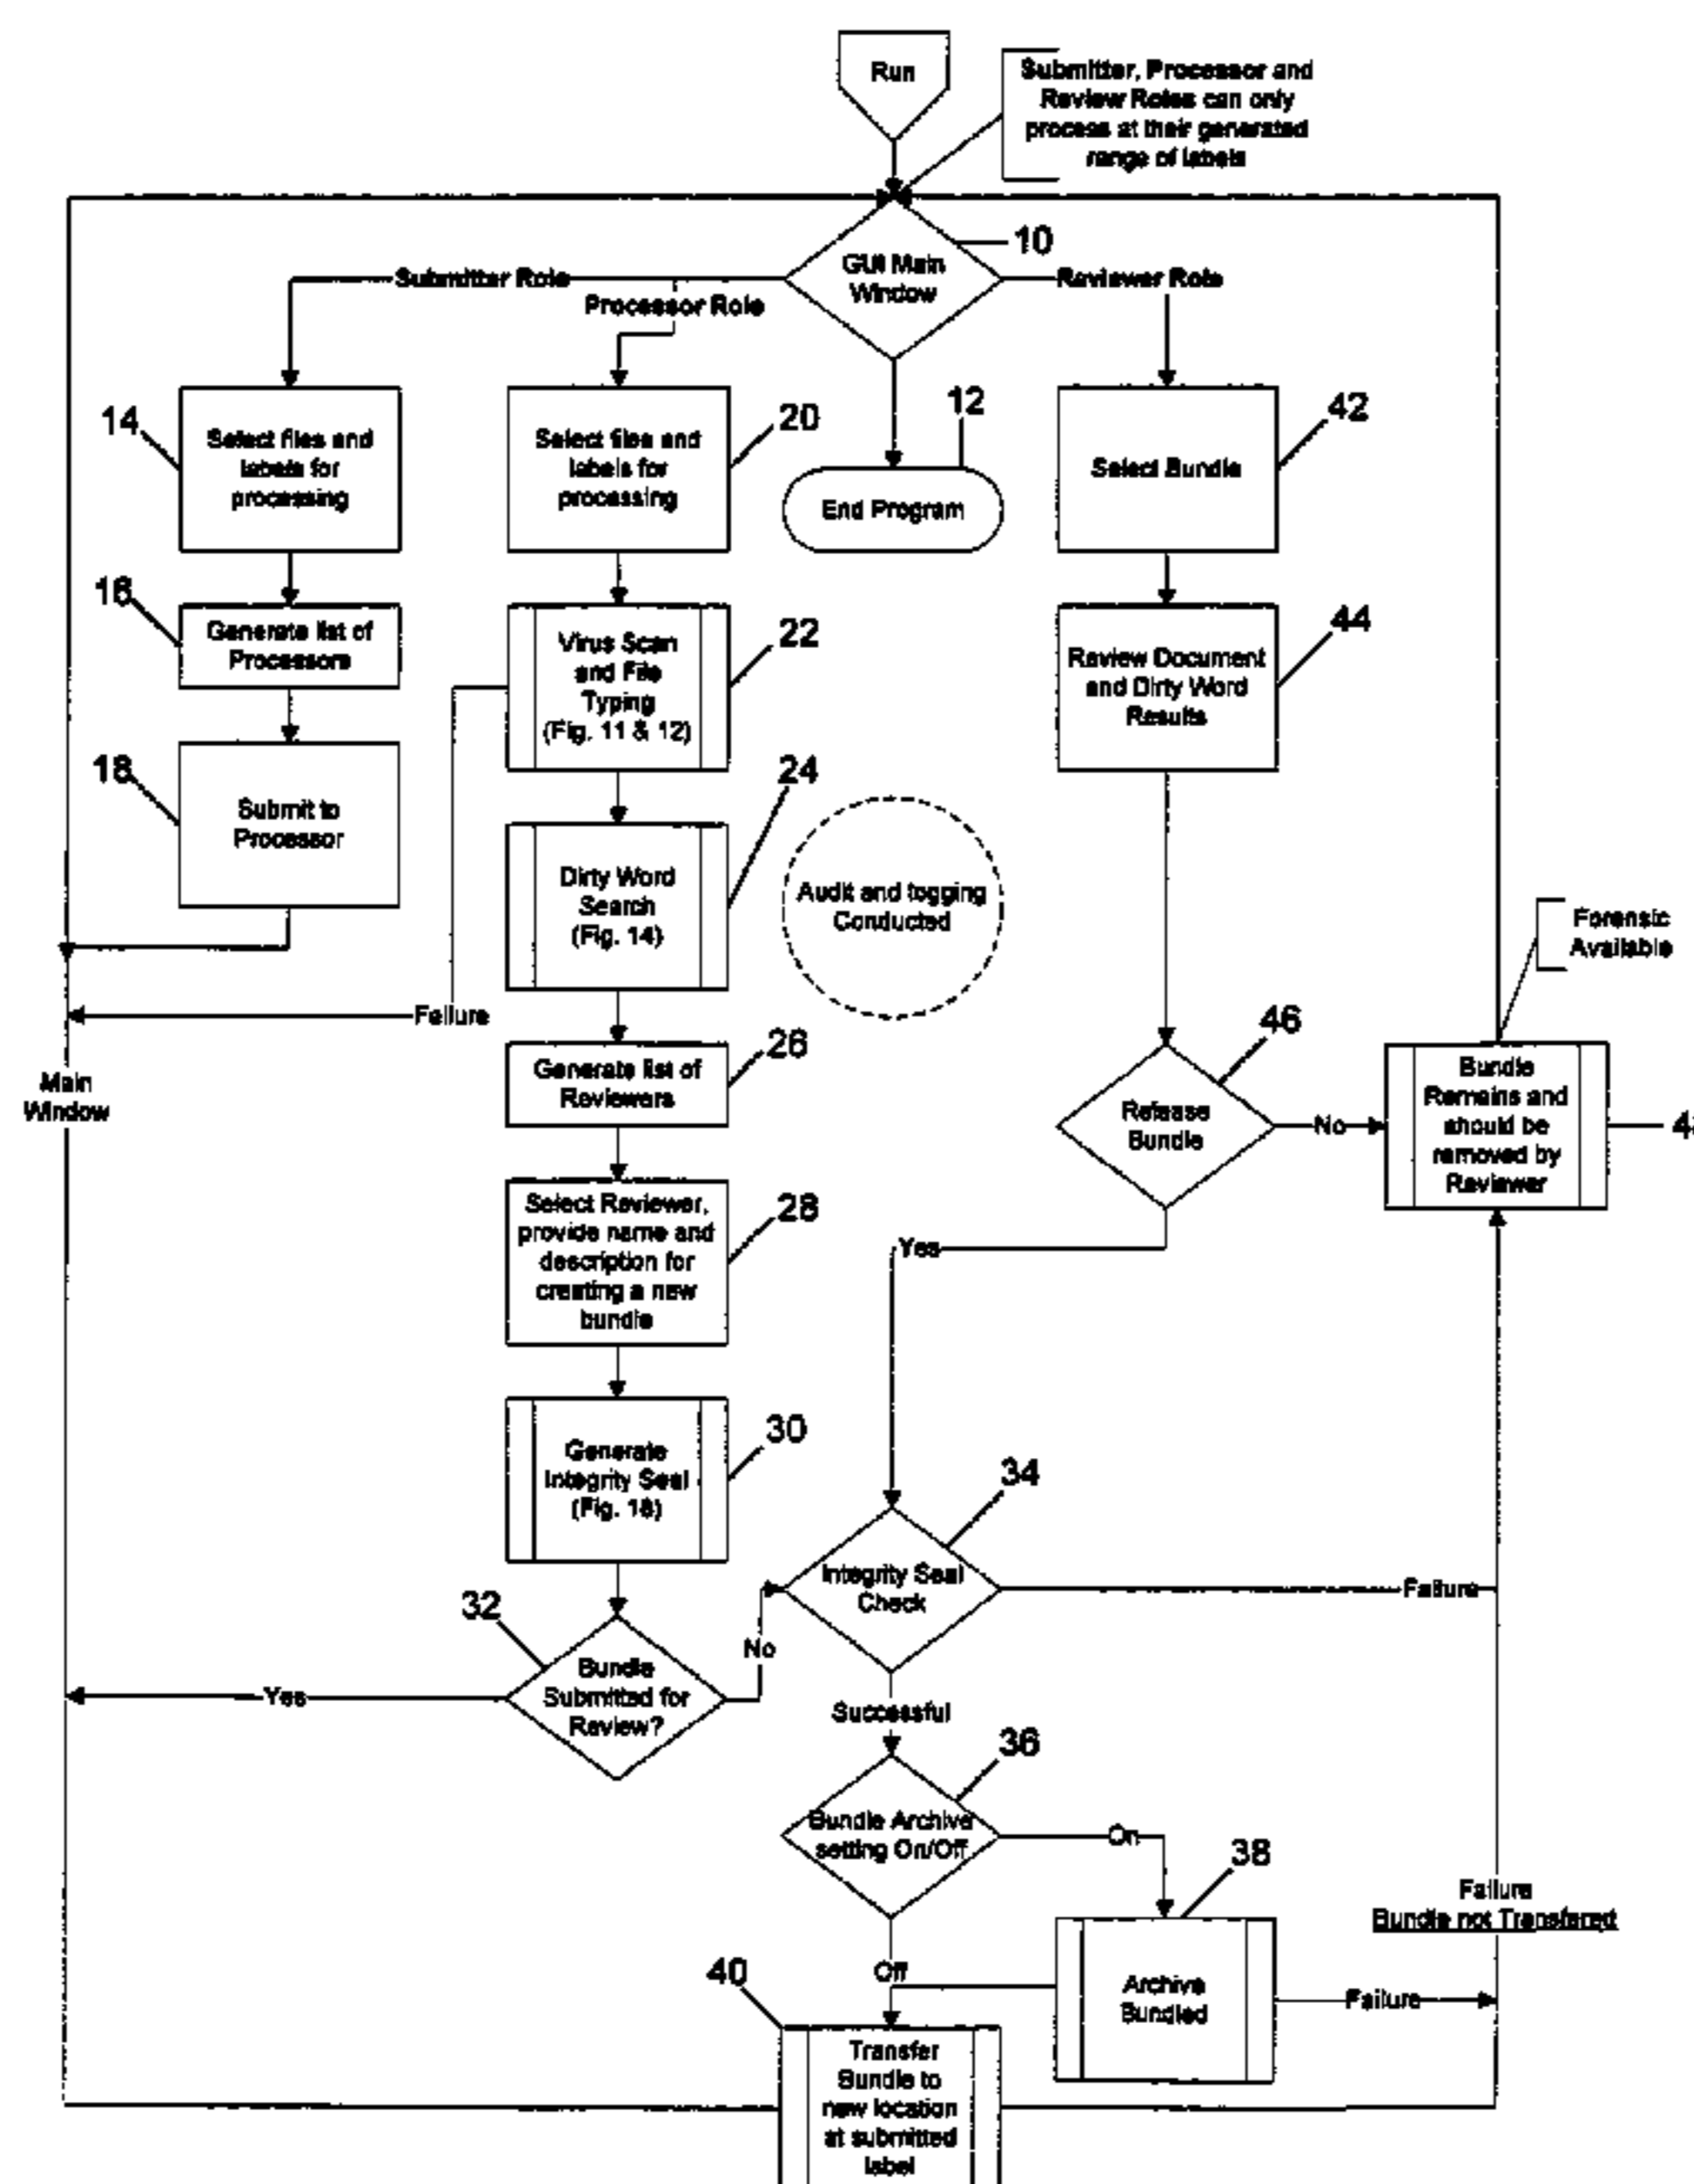 Run
Submitter, Processor and
Review Roles can only
process at their generated
range of labels
10
GUI Main
Window
Submitter Role
Processor Role
Reviewer Role
14
Select files and
labels for
processing
20
Select files and
labels for
processing
12
End Program
42
Select Bundle
16
Generate list of
Processors
22
Virus Scan
and File
Typing
(Fig. 11 & 12)
44
Review Document
and Dirty Word
Results
18
Submit to
Processor
24
Dirty Word
Search
(Fig. 14)
Audit and logging
Conducted
Forensic
Available
Failure
Main
Window
26
Generate list of
Reviewers
46
Release
Bundle
No
Bundle
Remains and
should be
removed by
Reviewer
28
Select Reviewer,
provide name and
description for
creating a new
bundle
Yes
30
Generate
Integrity Seal
(Fig. 18)
34
Integrity Seal
Check
Failure
32
Bundle
Submitted for
Review?
No
Yes
Successful
36
Bundle Archive
setting On/Off
On
38
Archive
Bundled
Failure
Bundle not Transfered
Off
Failure
40
Transfer
Bundle to
new location
at submitted
label